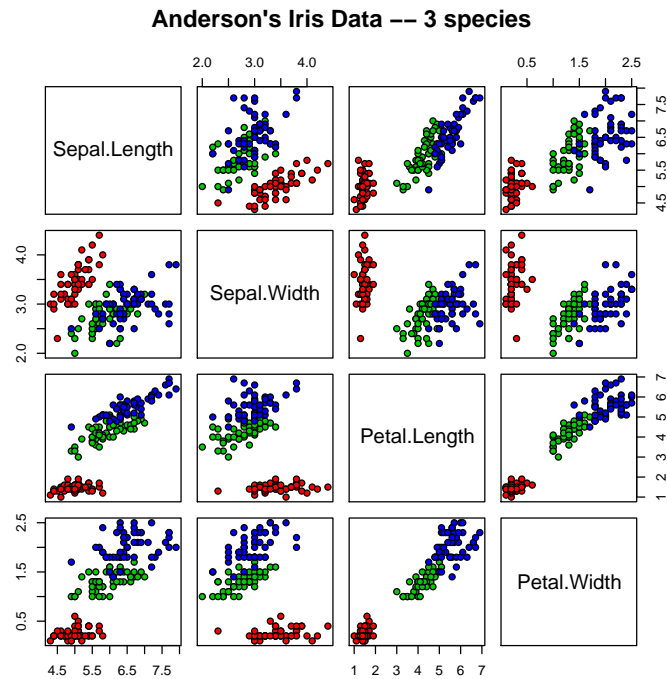 Anderson's Iris Data −− 3 species
2.0 3.0 4.0
0.5 1.5 2.5
Sepal.Length
4.5 5.5 6.5 7.5
2.0 3.0 4.0
Sepal.Width
Petal.Length
1 2 3 4 5 6 7
0.5 1.5 2.5
Petal.Width
4.5 5.5 6.5 7.5
1 2 3 4 5 6 7